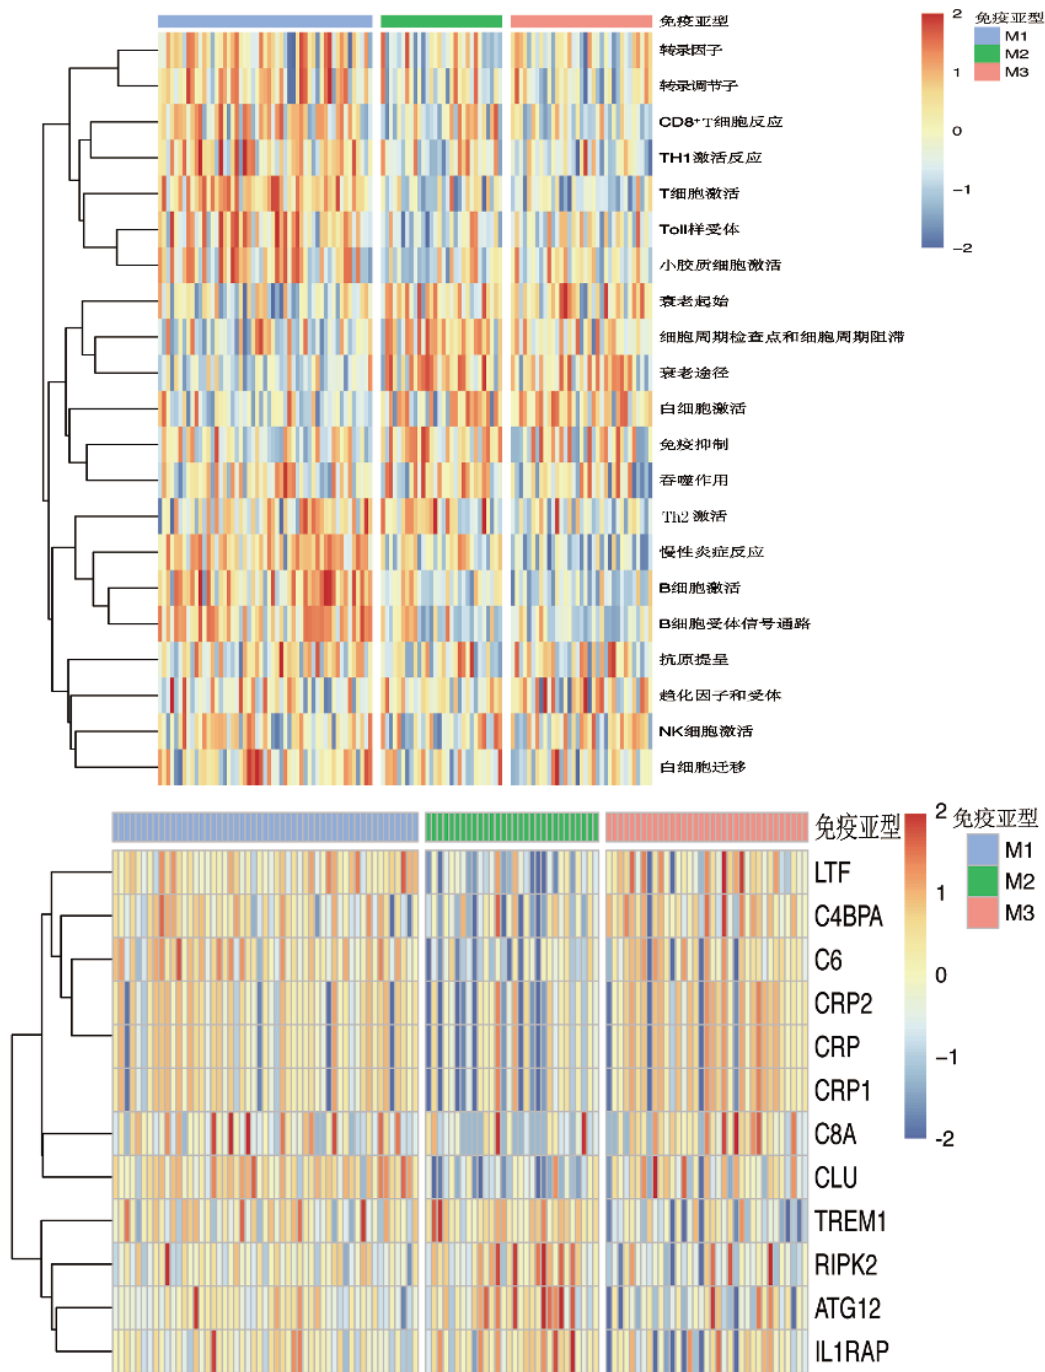 免疫亚型
转录因子
转录调节子
CD8⁺T细胞反应
TH1激活反应
T细胞激活
Toll样受体
小胶质细胞激活
衰老起始
细胞周期检查点和细胞周期阻滞
衰老途径
白细胞激活
免疫抑制
吞噬作用
Th2 激活
慢性炎症反应
B细胞激活
B细胞受体信号通路
抗原提呈
趋化因子和受体
NK细胞激活
白细胞迁移
2
1
0
−1
−2
免疫亚型
M1
M2
M3
免疫亚型
LTF
C4BPA
C6
CRP2
CRP
CRP1
C8A
CLU
TREM1
RIPK2
ATG12
IL1RAP
2
1
0
−1
-2
免疫亚型
M1
M2
M3